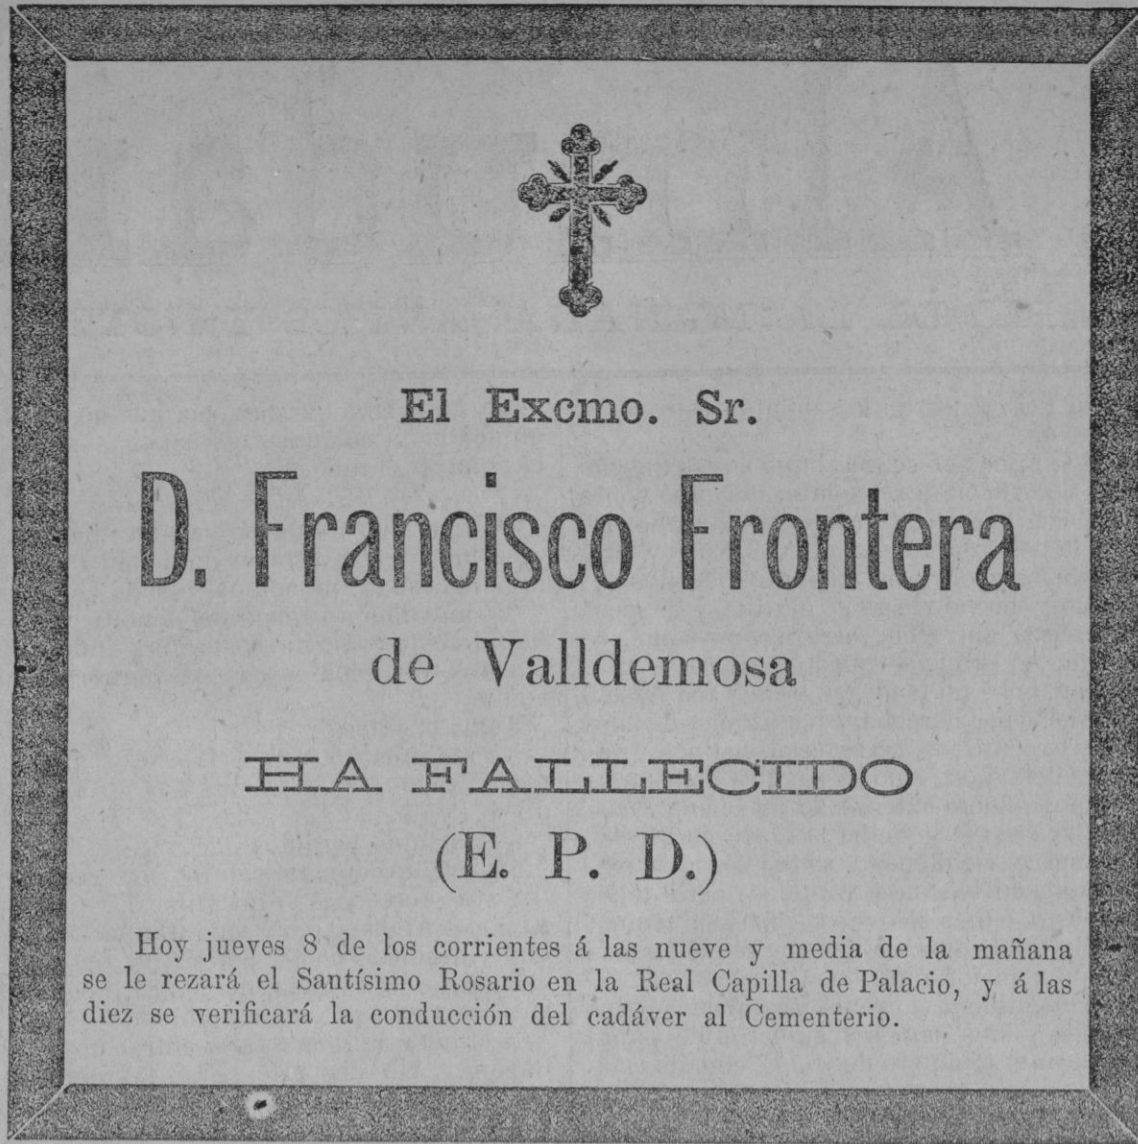 El Excmo. Sr.
D. Francisco Frontera
de Valldemosa
HA FALLECIDO
(E. P. D.)
Hoy jueves 8 de los corrientes á las nueve y media de la mañana
se le rezará el Santísimo Rosario en la Real Capilla de Palacio, y á las
diez se verificará la conducción del cadáver al Cementerio.